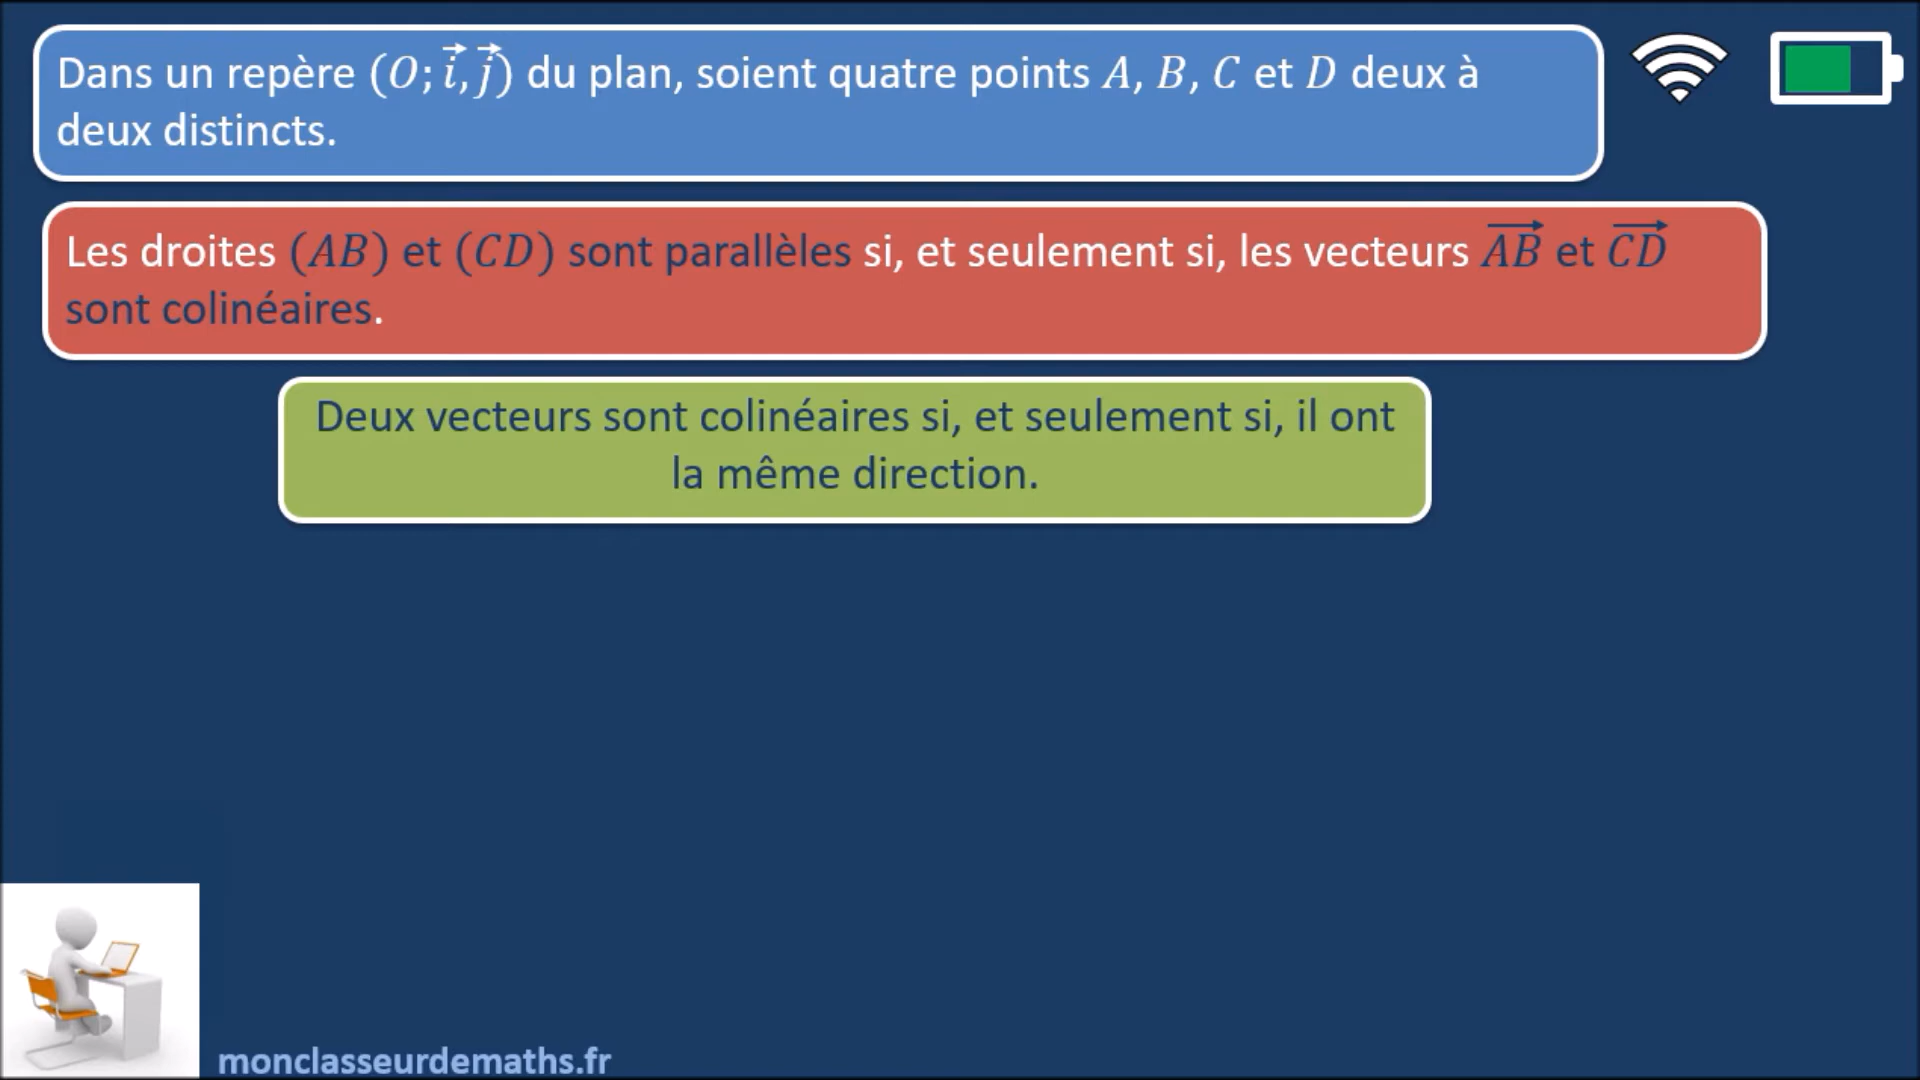 Dans un repère (O; i⃗, j⃗) du plan, soient quatre points A, B, C et D deux à
deux distincts.
Les droites (AB) et (CD) sont parallèles si, et seulement si, les vecteurs A͞B⃗ et C͞D⃗
sont colinéaires.
Deux vecteurs sont colinéaires si, et seulement si, il ont
la même direction.
monclasseurdemaths.fr